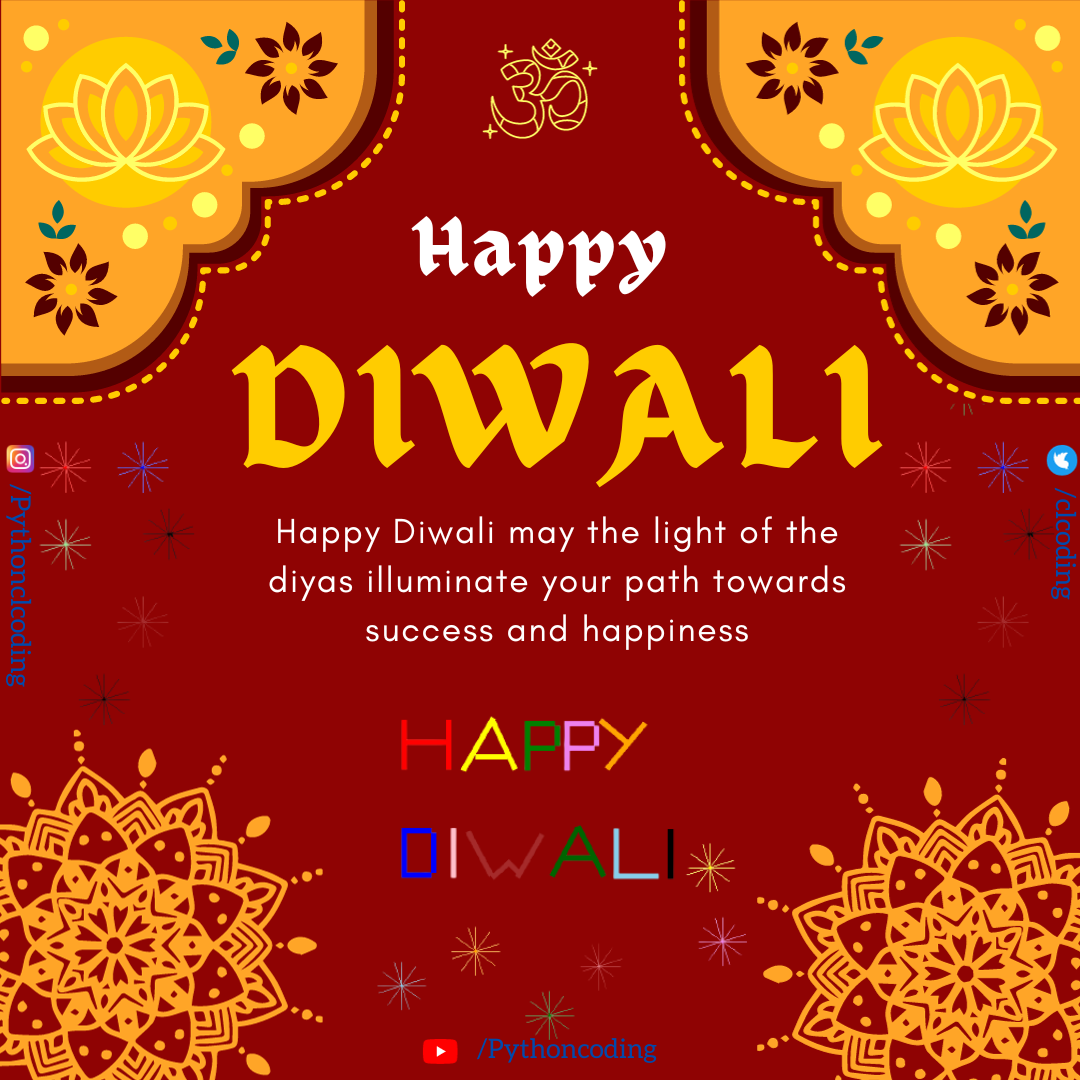 ॐ
Happy
DIWALI
Happy Diwali may the light of the
diyas illuminate your path towards
success and happiness
/Pythonclcoding
/clcoding
HAPPY
DIWALI
/Pythoncoding